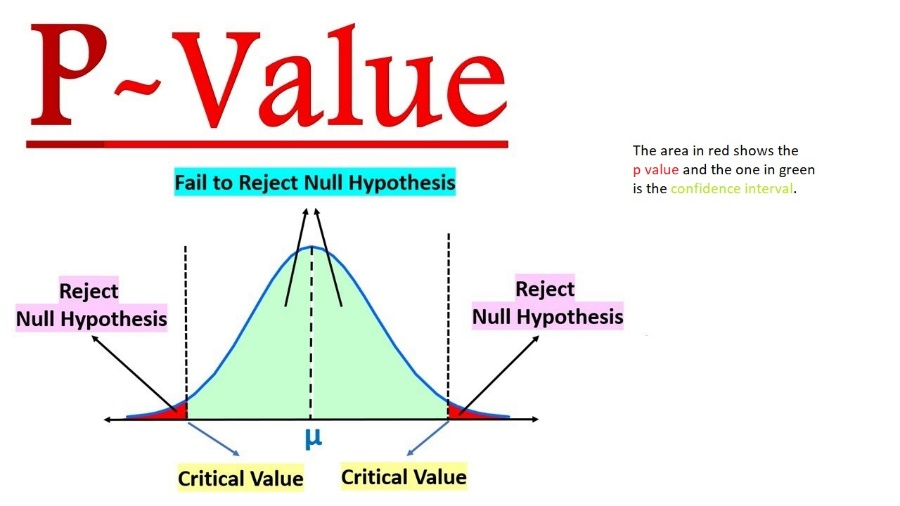 P~Value
Fail to Reject Null Hypothesis
The area in red shows the
p value and the one in green
is the confidence interval.
Reject
Null Hypothesis
Reject
Null Hypothesis
μ
Critical Value
Critical Value